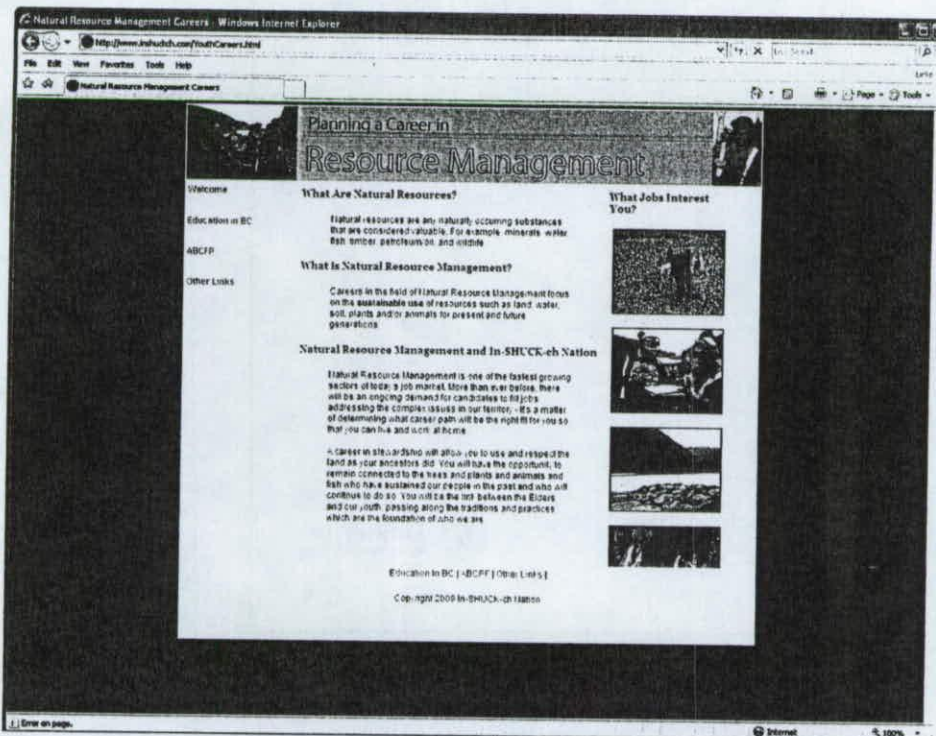 Natural Resource Management Careers - Windows Internet Explorer
http://www.inshuckch.com/YouthCareers.html
File Edit View Favorites Tools Help
Natural Resource Management Careers
Page Tools
Planning a Career in
Resource Management
Welcome
Education in BC
ABCFP
Other Links
What Are Natural Resources?
Natural resources are any naturally occurring substances
that are considered valuable. For example, minerals, water,
fish, timber, petroleum/oil, and wildlife.
What Is Natural Resource Management?
Careers in the field of Natural Resource Management focus
on the sustainable use of resources such as land, water,
soil, plants and/or animals for present and future
generations.
Natural Resource Management and In-SHUCK-ch Nation
Natural Resource Management is one of the fastest growing
sectors of today's job market. More than ever before, there
will be an ongoing demand for candidates to fill jobs
addressing the complex issues in our territory - it's a matter
of determining what career path will be the right fit for you so
that you can live and work at home.
A career in stewardship will allow you to use and respect the
land as your ancestors did. You will have the opportunity to
remain connected to the trees and plants and animals and
fish who have sustained our people in the past and who will
continue to do so. You will be the link between the Elders
and our youth, passing along the traditions and practices
which are the foundation of who we are.
Education in BC | ABCFP | Other Links |
Copyright 2009 In-SHUCK-ch Nation
What Jobs Interest
You?
Error on page.
Internet
100%